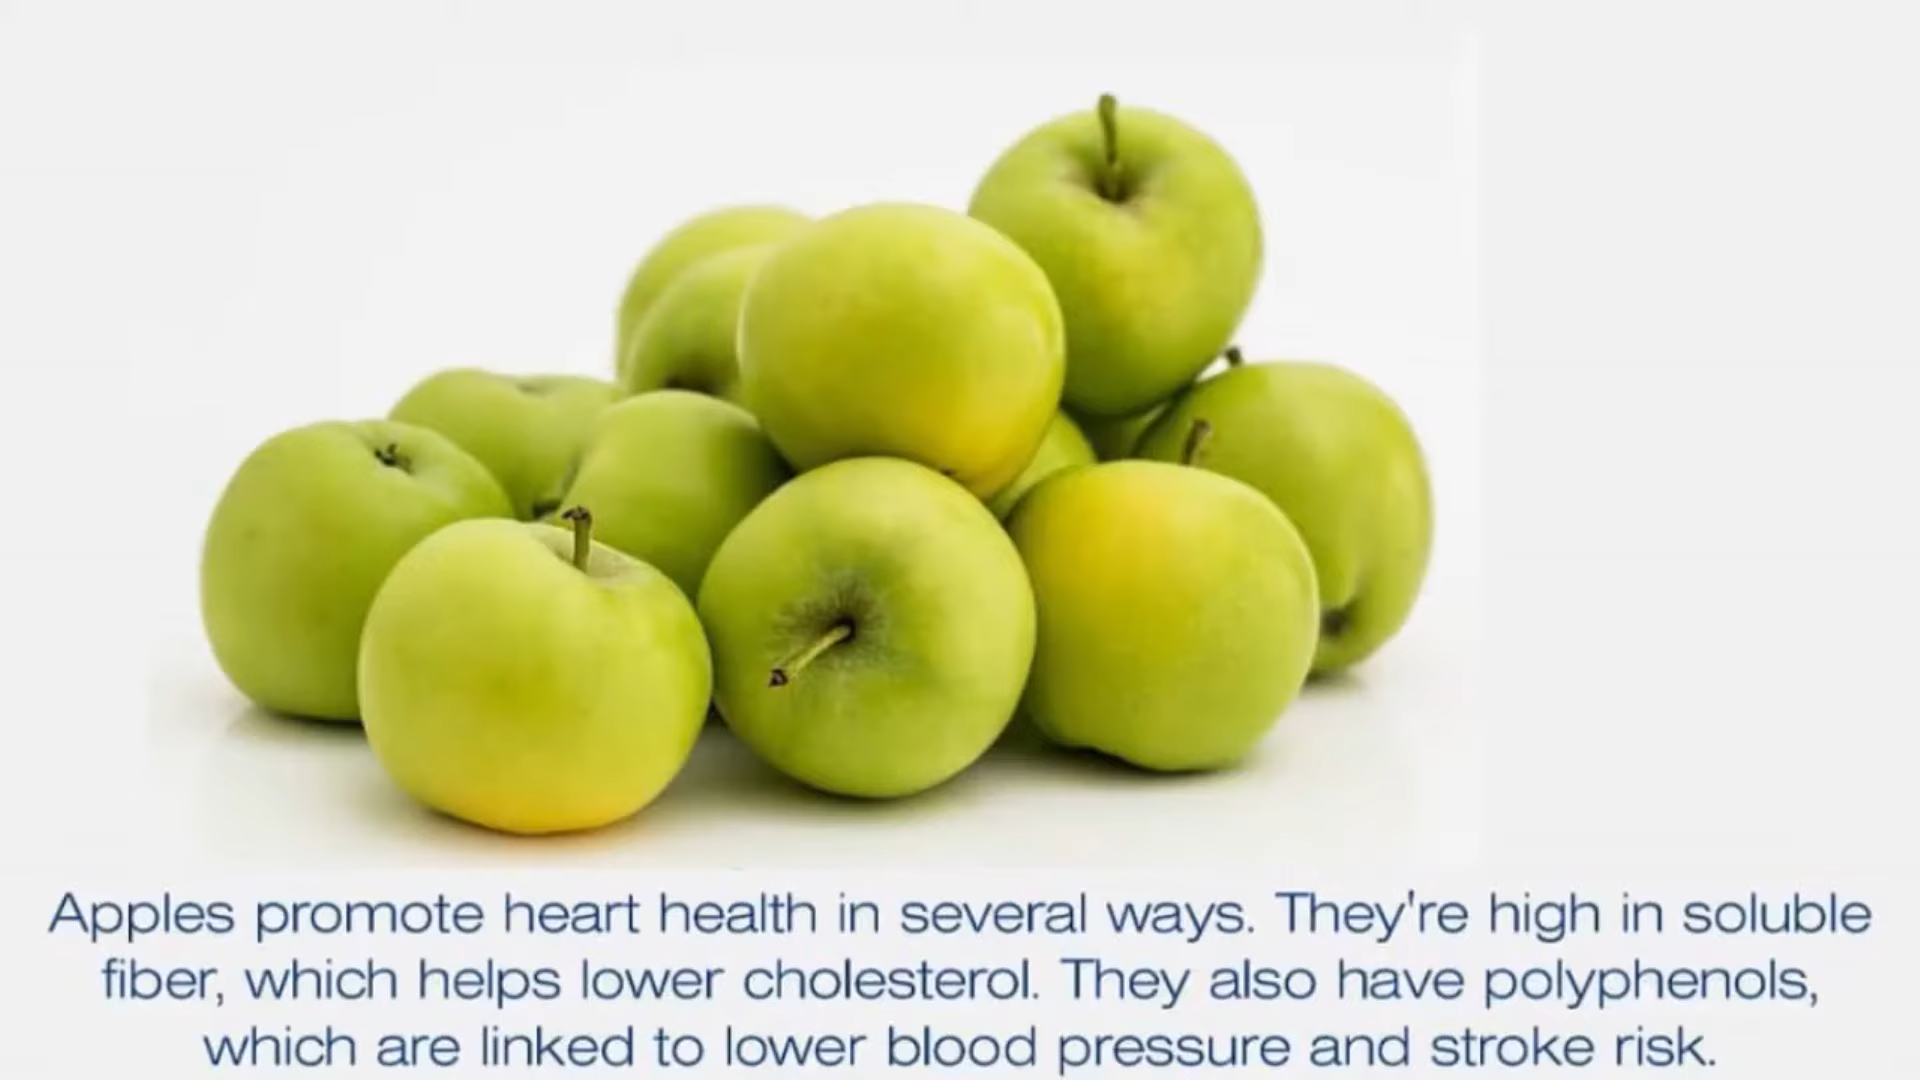 Apples promote heart health in several ways. They're high in soluble
fiber, which helps lower cholesterol. They also have polyphenols,
which are linked to lower blood pressure and stroke risk.